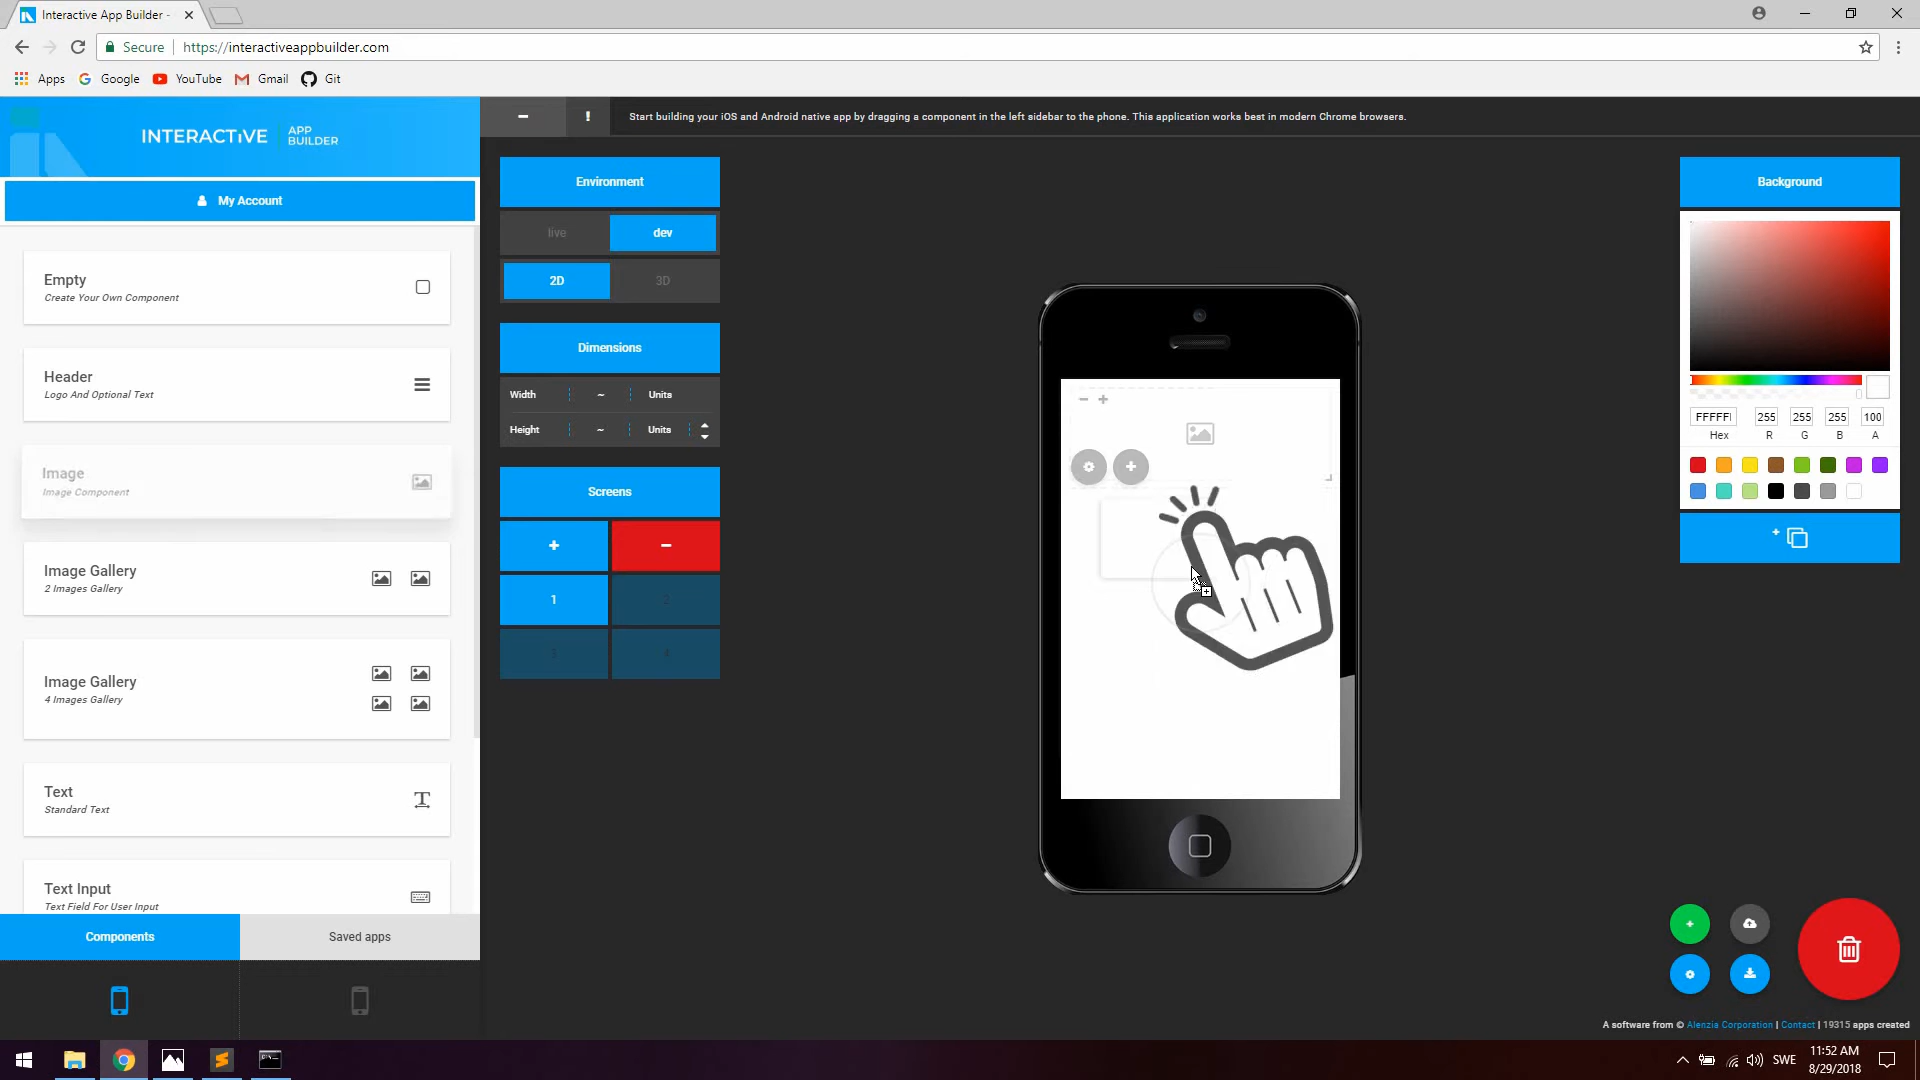 Interactive App Builder -
Secure
https://interactiveappbuilder.com
Apps
Google
YouTube
Gmail
Git
INTERACTIVE
APP
BUILDER
My Account
Empty
Create Your Own Component
Header
Logo And Optional Text
Image
Image Component
Image Gallery
2 Images Gallery
Image Gallery
4 Images Gallery
Text
Standard Text
Text Input
Text Field For User Input
Components
Saved apps
Start building your iOS and Android native app by dragging a component in the left sidebar to the phone. This application works best in modern Chrome browsers.
Environment
live
dev
2D
3D
Dimensions
Width ~ Units
Height ~ Units
Screens
+
−
1
2
3
4
Background
FFFFFI 255 255 255 100
Hex R G B A
A software from © Alenzia Corporation | Contact | 19315 apps created
SWE
11:52 AM
8/29/2018